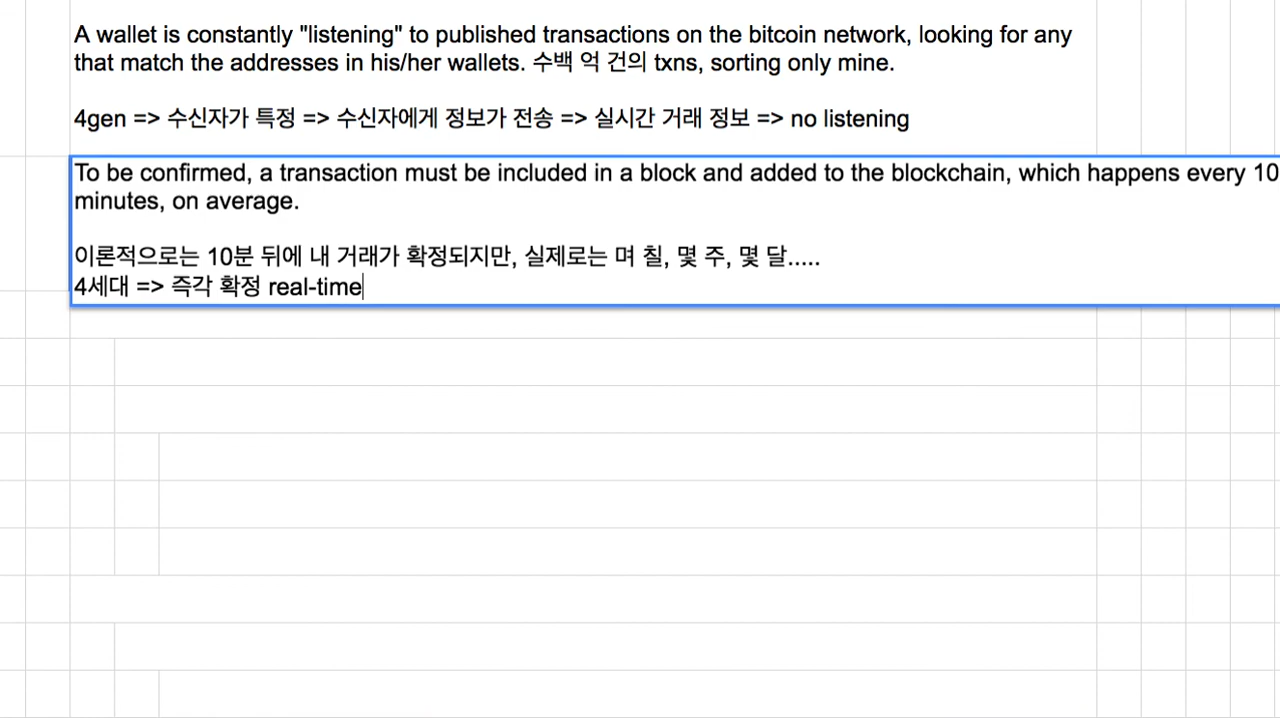 A wallet is constantly "listening" to published transactions on the bitcoin network, looking for any
that match the addresses in his/her wallets. 수백 억 건의 txns, sorting only mine.
4gen => 수신자가 특정 => 수신자에게 정보가 전송 => 실시간 거래 정보 => no listening
To be confirmed, a transaction must be included in a block and added to the blockchain, which happens every 10
minutes, on average.
이론적으로는 10분 뒤에 내 거래가 확정되지만, 실제로는 며 칠, 몇 주, 몇 달.....
4세대 => 즉각 확정 real-time